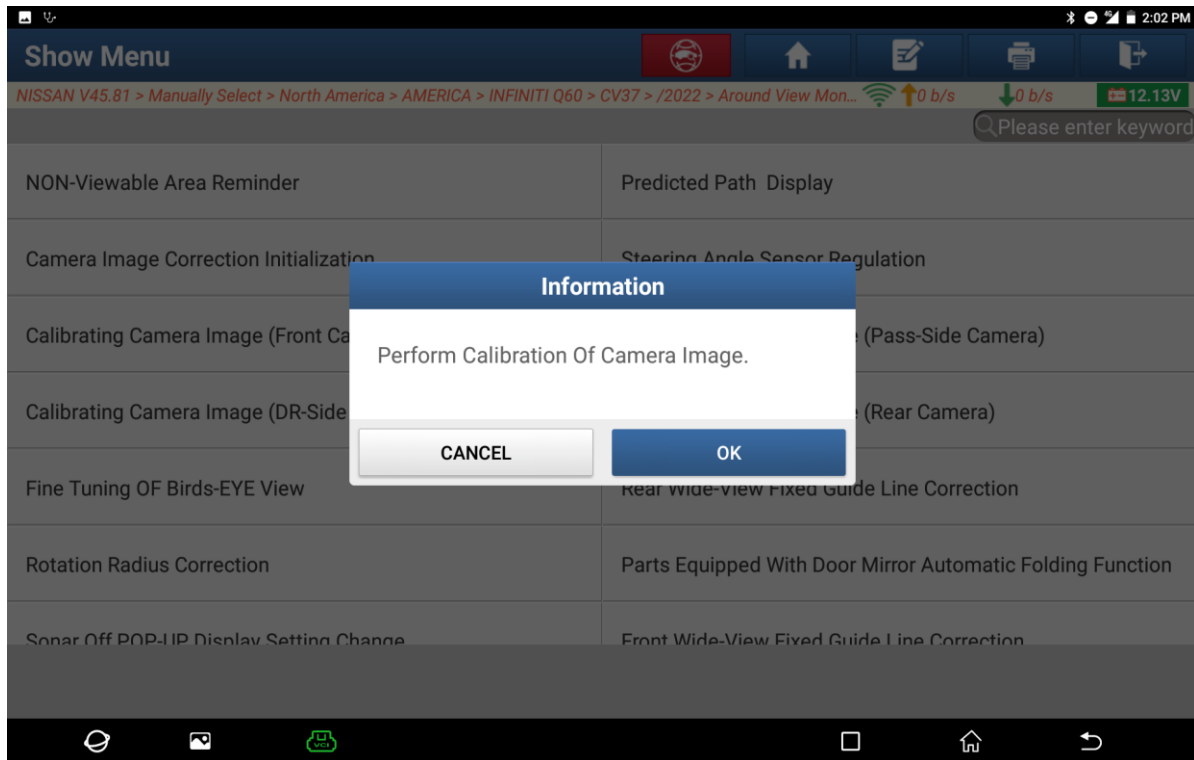 2:02 PM
Show Menu
NISSAN V45.81 > Manually Select > North America > AMERICA > INFINITI Q60 > CV37 > /2022 > Around View Mon... 0 b/s 0 b/s 12.13V
Please enter keyword
NON-Viewable Area Reminder
Predicted Path Display
Camera Image Correction Initialization
Steering Angle Sensor Regulation
Information
Calibrating Camera Image (Front Ca
(Pass-Side Camera)
Perform Calibration Of Camera Image.
Calibrating Camera Image (DR-Side
(Rear Camera)
CANCEL
OK
Fine Tuning OF Birds-EYE View
Rear Wide-View Fixed Guide Line Correction
Rotation Radius Correction
Parts Equipped With Door Mirror Automatic Folding Function
Sonar Off POP-UP Display Setting Change
Front Wide-View Fixed Guide Line Correction
VCI